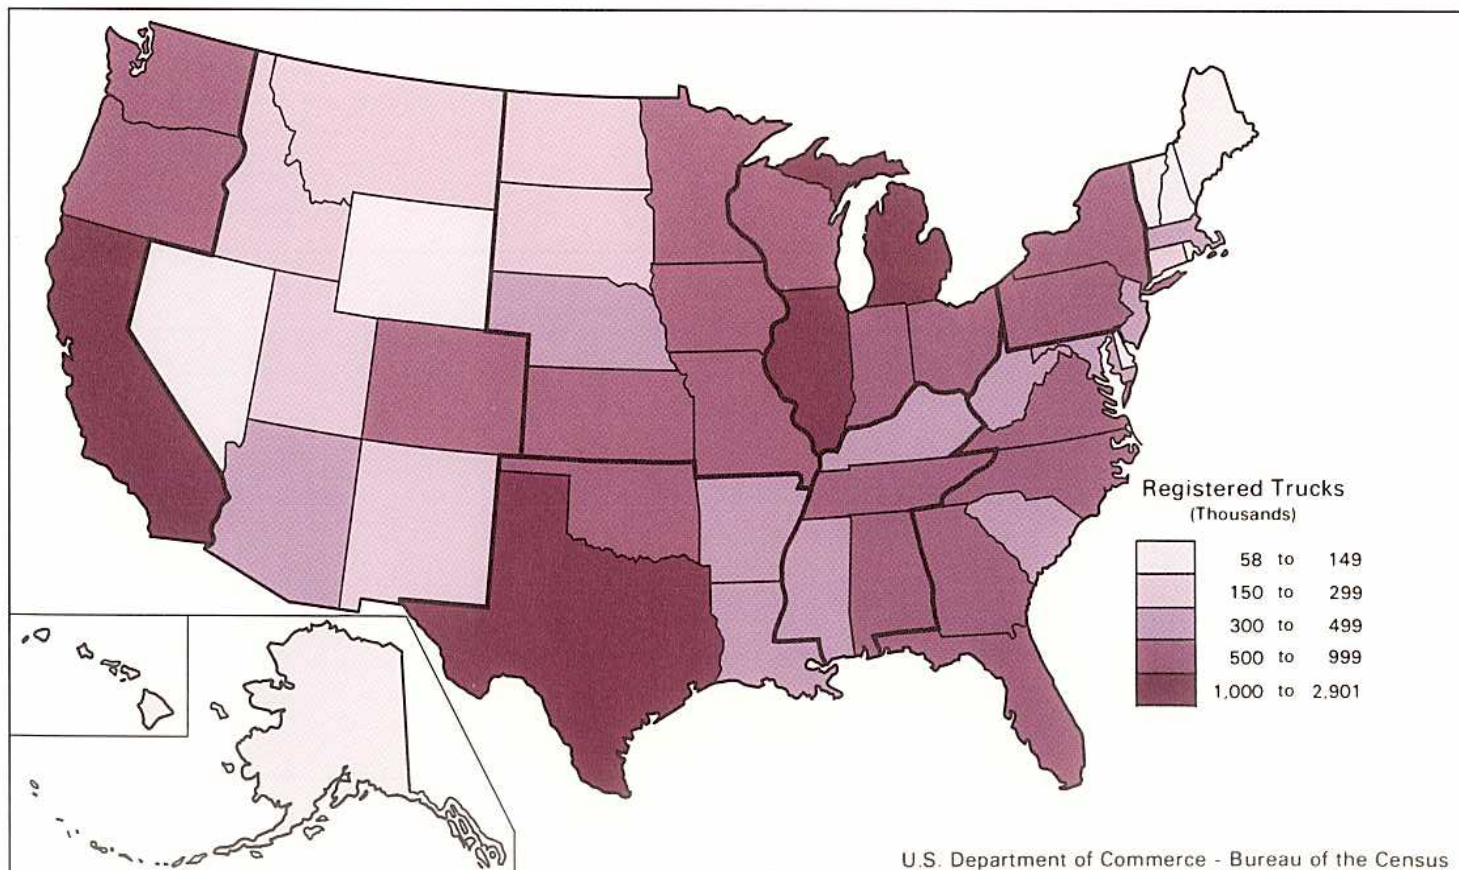 Registered Trucks
(Thousands)
58 to 149
150 to 299
300 to 499
500 to 999
1,000 to 2,901
U.S. Department of Commerce - Bureau of the Census